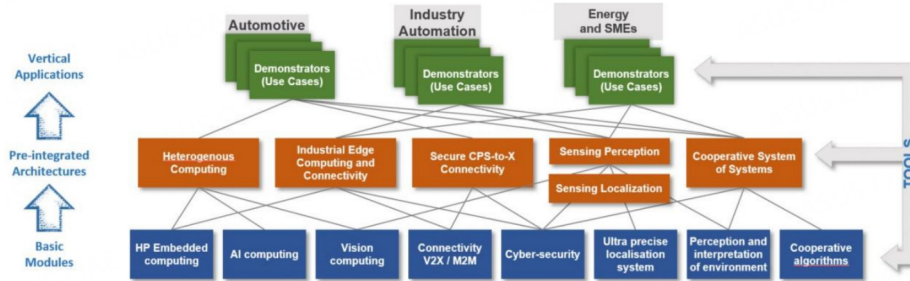 Automotive
Industry
Automation
Energy
and SMEs
Vertical
Applications
Demonstrators
(Use Cases)
Demonstrators
(Use Cases)
Demonstrators
(Use Cases)
Pre-integrated
Architectures
Heterogenous
Computing
Industrial Edge
Computing and
Connectivity
Secure CPS-to-X
Connectivity
Sensing Perception
Sensing Localization
Cooperative System
of Systems
TOOLS
Basic
Modules
HP Embedded
computing
AI computing
Vision
computing
Connectivity
V2X / M2M
Cyber-security
Ultra precise
localisation
system
Perception and
interpretation
of environment
Cooperative
algorithms